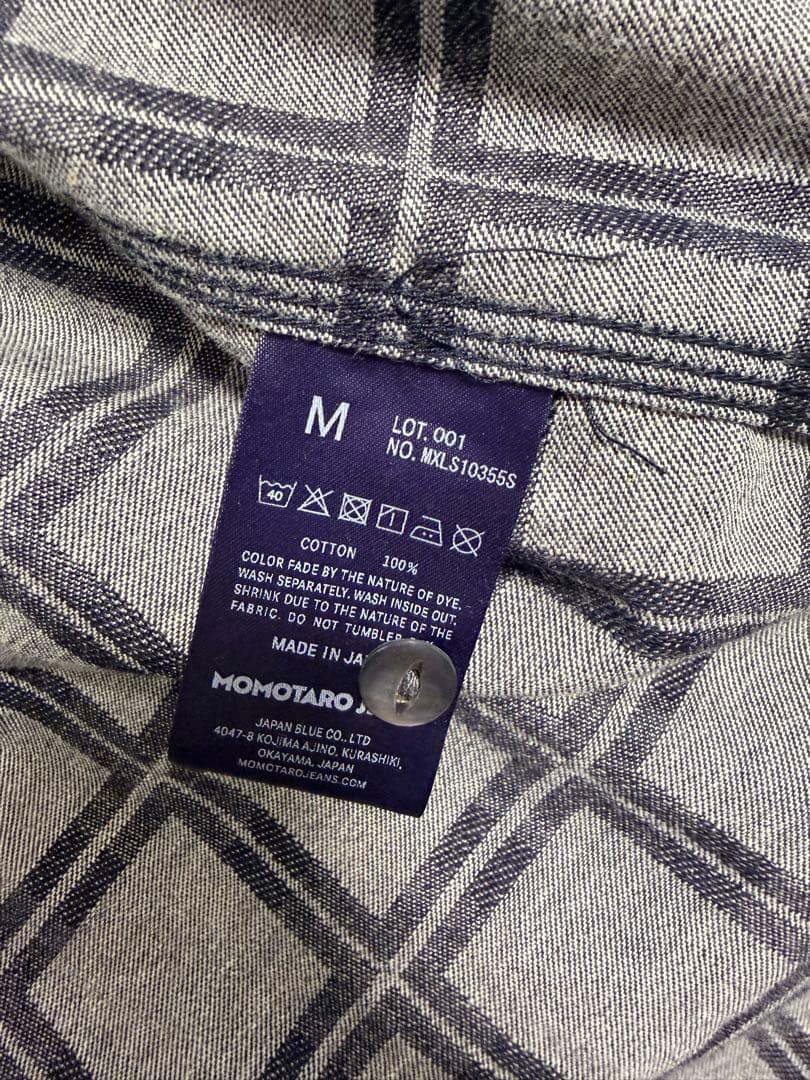 M
LOT. 001
NO. MXLS10355S
40
1
COTTON 100%
COLOR FADE BY THE NATURE OF DYE.
WASH SEPARATELY. WASH INSIDE OUT.
SHRINK DUE TO THE NATURE OF THE
FABRIC. DO NOT TUMBLE
MADE IN
MOMOTARO
JAPAN BLUE CO., LTD
4047-8 KOJIMA AJINO, KURASHIKI,
OKAYAMA, JAPAN
MOMOTAROJEANS.COM